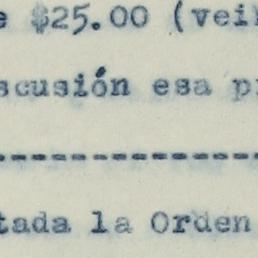 e $25.00 (vei
scusión esa p
--------------
tada la Orden